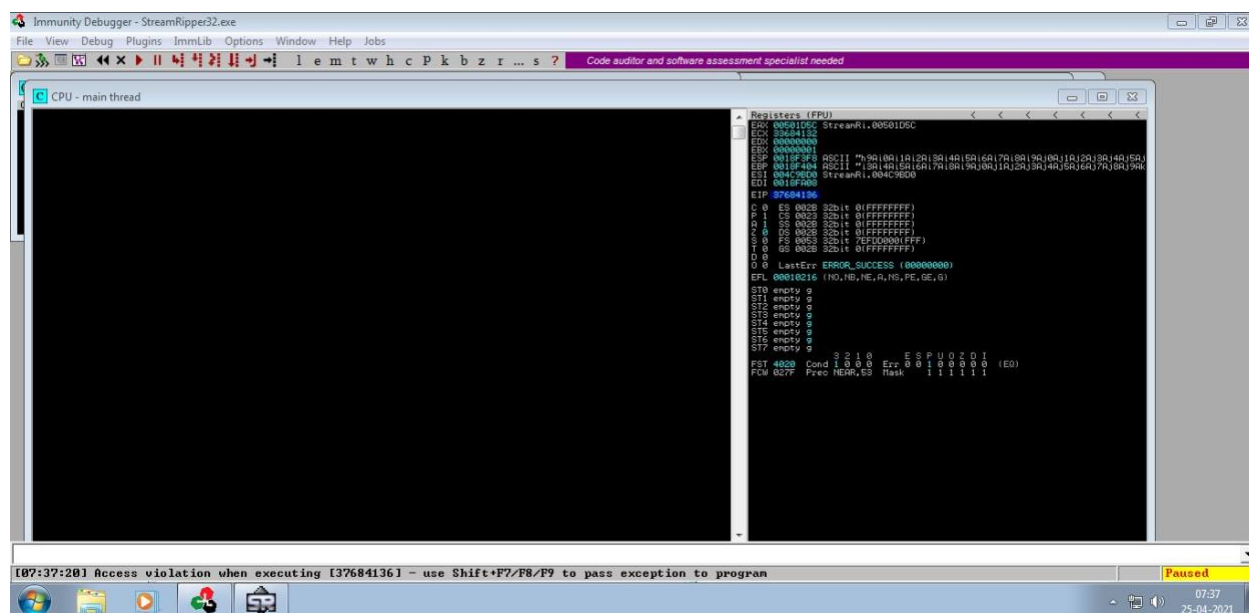 Immunity Debugger - StreamRipper32.exe
File View Debug Plugins ImmLib Options Window Help Jobs
l e m t w h c P k b z r ... s ? Code auditor and software assessment specialist needed
CPU - main thread
Registers (FPU) < < < < < < <
EAX 00501D5C StreamRi.00501D5C
ECX 33684132
EDX 00000000
EBX 00000001
ESP 0018F3F8 ASCII "h9Ai0Ai1Ai2Ai3Ai4Ai5Ai6Ai7Ai8Ai9Aj0Aj1Aj2Aj3Aj4Aj5Aj
EBP 0018F404 ASCII "i3Ai4Ai5Ai6Ai7Ai8Ai9Aj0Aj1Aj2Aj3Aj4Aj5Aj6Aj7Aj8Aj9Ak
ESI 004C9BD0 StreamRi.004C9BD0
EDI 0018FA08
EIP 37684136
C 0 ES 002B 32bit 0(FFFFFFFF)
P 1 CS 0023 32bit 0(FFFFFFFF)
A 1 SS 002B 32bit 0(FFFFFFFF)
Z 0 DS 002B 32bit 0(FFFFFFFF)
S 0 FS 0053 32bit 7EFDD000(FFF)
T 0 GS 002B 32bit 0(FFFFFFFF)
D 0
O 0 LastErr ERROR_SUCCESS (00000000)
EFL 00010216 (NO,NB,NE,A,NS,PE,GE,G)
ST0 empty g
ST1 empty g
ST2 empty g
ST3 empty g
ST4 empty g
ST5 empty g
ST6 empty g
ST7 empty g
3 2 1 0 E S P U O Z D I
FST 4020 Cond 1 0 0 0 Err 0 0 1 0 0 0 0 0 (EQ)
FCW 027F Prec NEAR,53 Mask 1 1 1 1 1 1
[07:37:20] Access violation when executing [37684136] - use Shift+F7/F8/F9 to pass exception to program
Paused
SR
07:37
25-04-2021